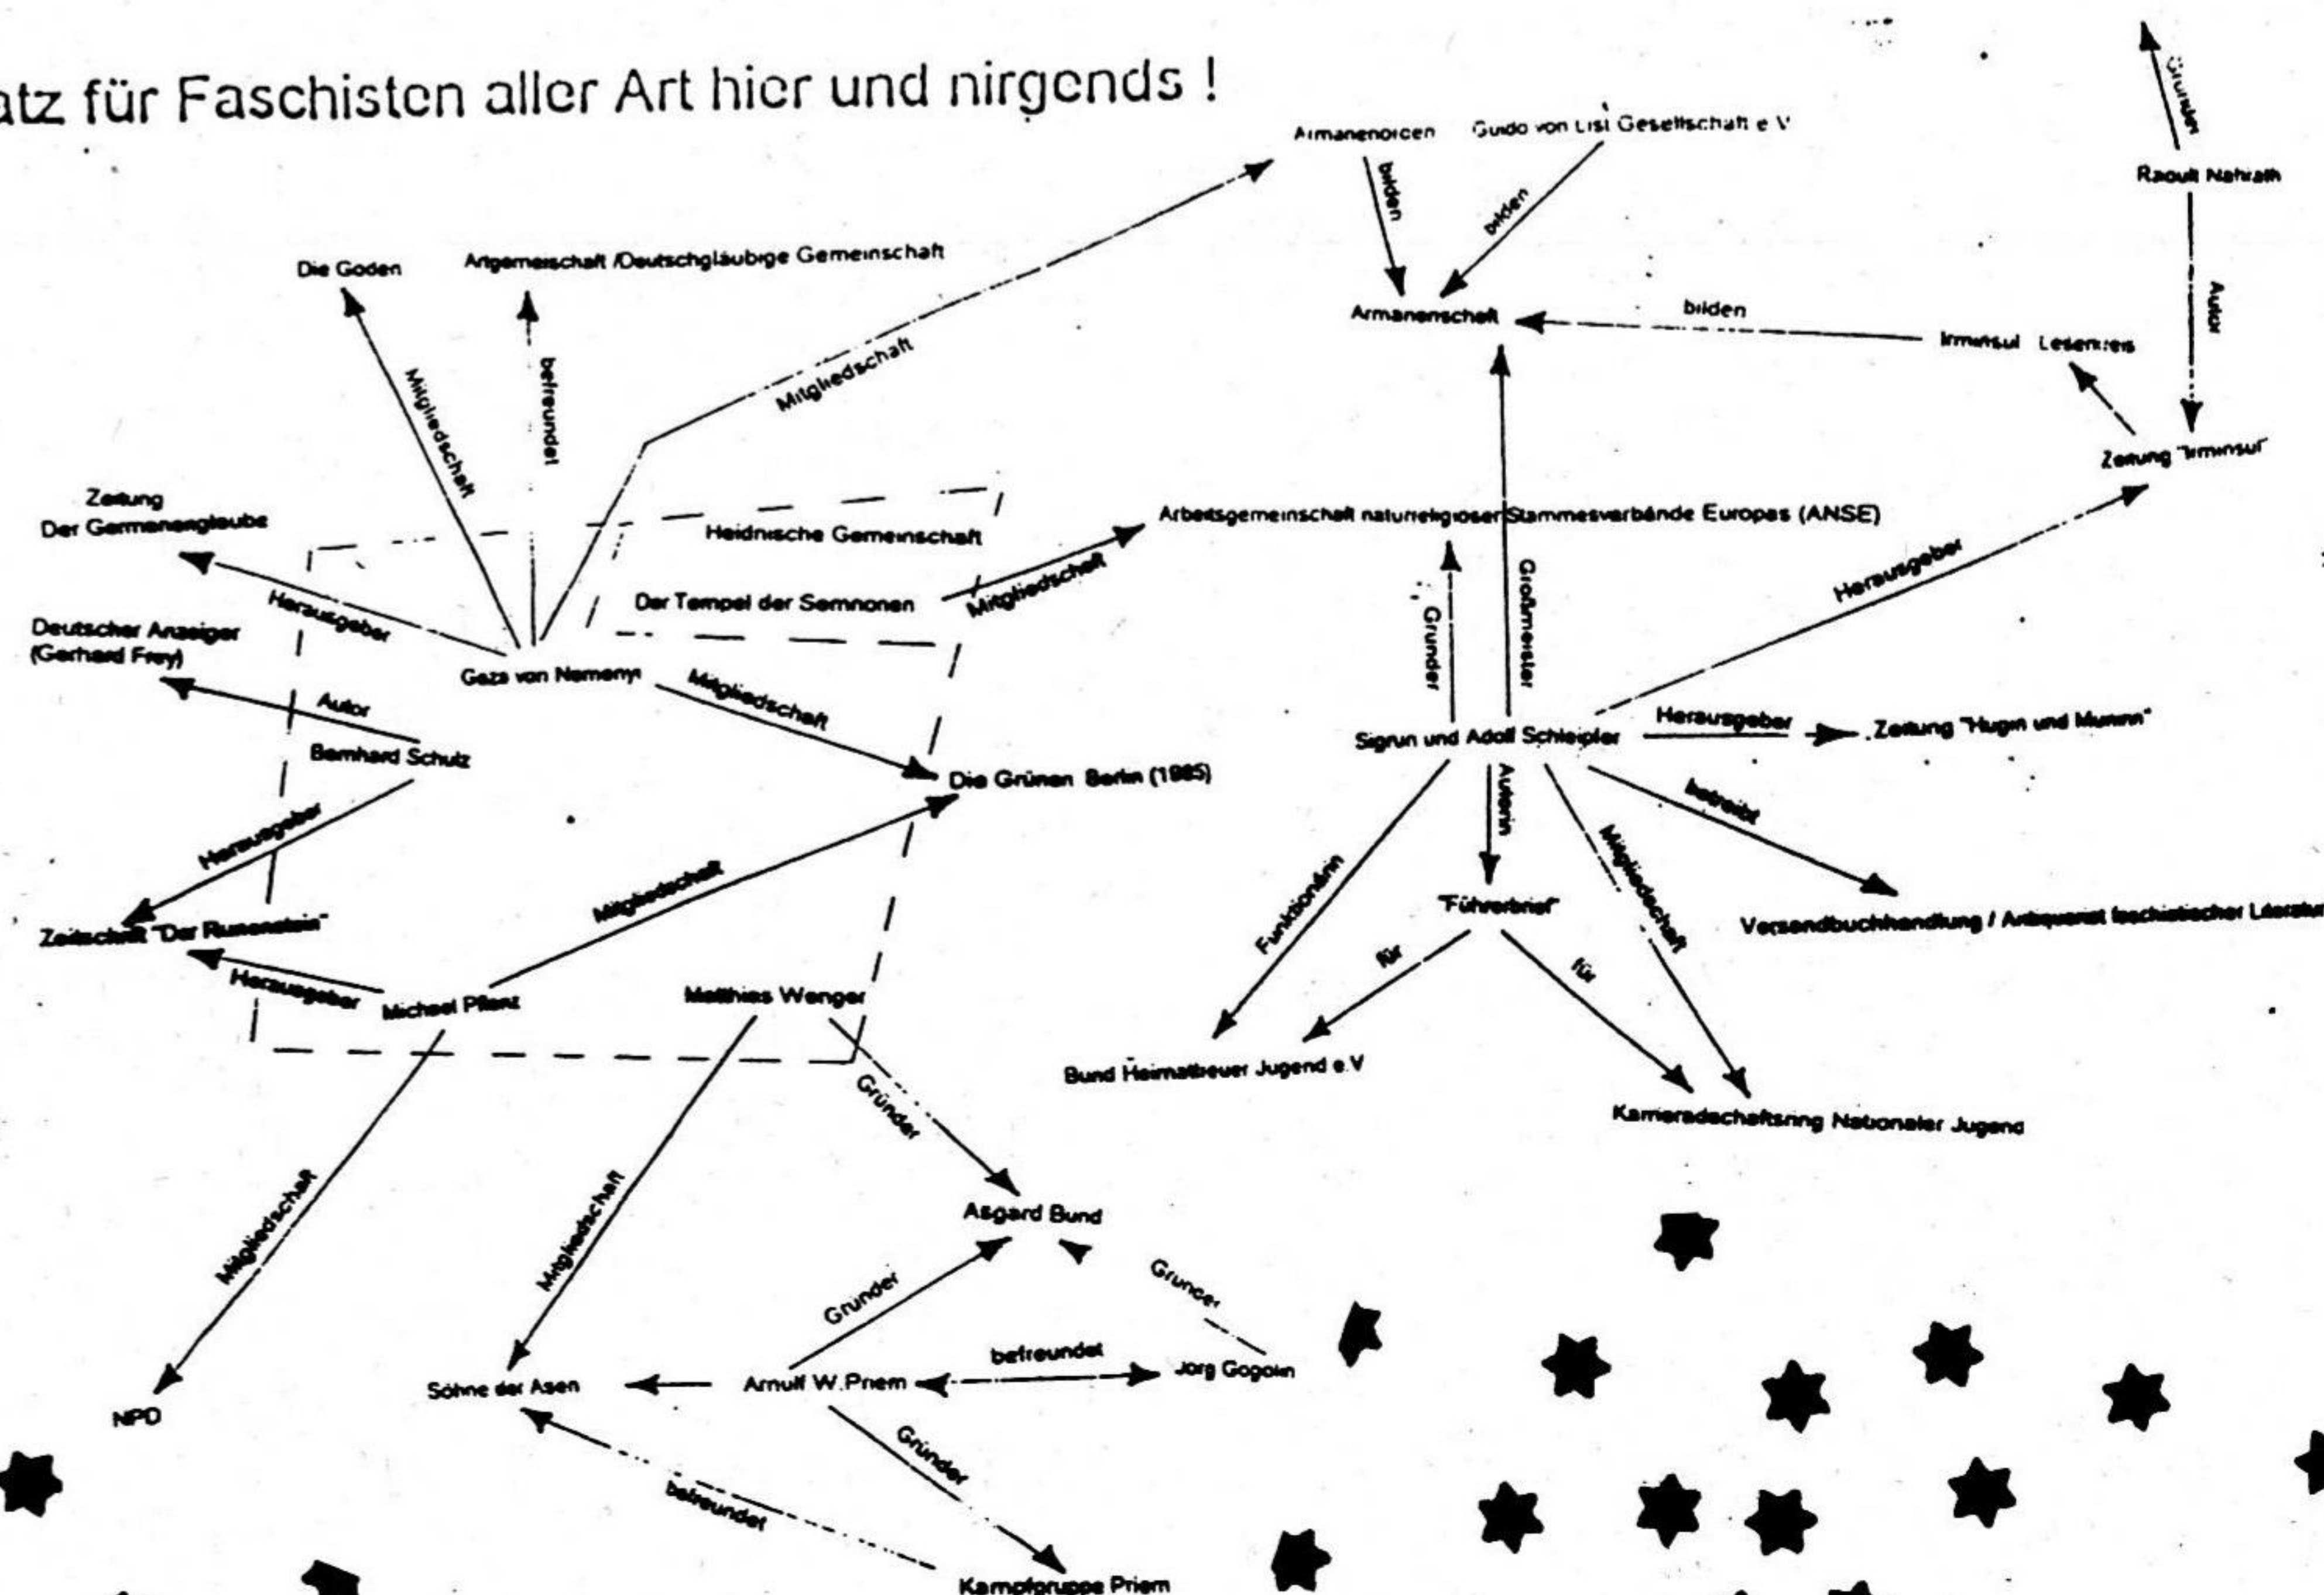 atz für Faschisten aller Art hier und nirgends !
Gründer
Armanenorden
Guido von List Gesellschaft e.V
bilden
bilden
Raoull Nahrath
Autor
Die Goden
Artgemeinschaft /Deutschgläubige Gemeinschaft
Armanenschaft
bilden
Irminsul Leserkreis
Mitgliedschaft
befreundet
Mitgliedschaft
Zeitung "Irminsul"
Zeitung
Der Germanenglaube
Heidnische Gemeinschaft
Arbeitsgemeinschaft naturreligioser Stammesverbände Europas (ANSE)
Herausgeber
Der Tempel der Semnonen
Mitgliedschaft
Gründer
Großmeister
Herausgeber
Deutscher Anzeiger
(Gerhard Frey)
Geza von Nemenyi
Mitgliedschaft
Autor
Bernhard Schulz
Sigrun und Adolf Schleipfer
Herausgeber
Zeitung "Hugin und Muninn"
Die Grünen Berlin (1985)
Autorin
betreibt
Herausgeber
Mitgliedschaft
Funktionärin
Mitgliedschaft
"Führerbrief"
Versandbuchhandlung / Antiquariat faschistischer Literatur
Zeitschrift "Der Runenstein"
für
für
Herausgeber
Michael Pflanz
Matthias Wenger
Bund Heimattreuer Jugend e.V
Gründer
Kameradschaftsring Nationaler Jugend
Mitgliedschaft
Mitgliedschaft
Asgard Bund
Gründer
Gründer
befreundet
Söhne der Asen
Arnulf W.Priem
Jörg Gogolin
NPD
Gründer
befreundet
Kampfgruppe Priem